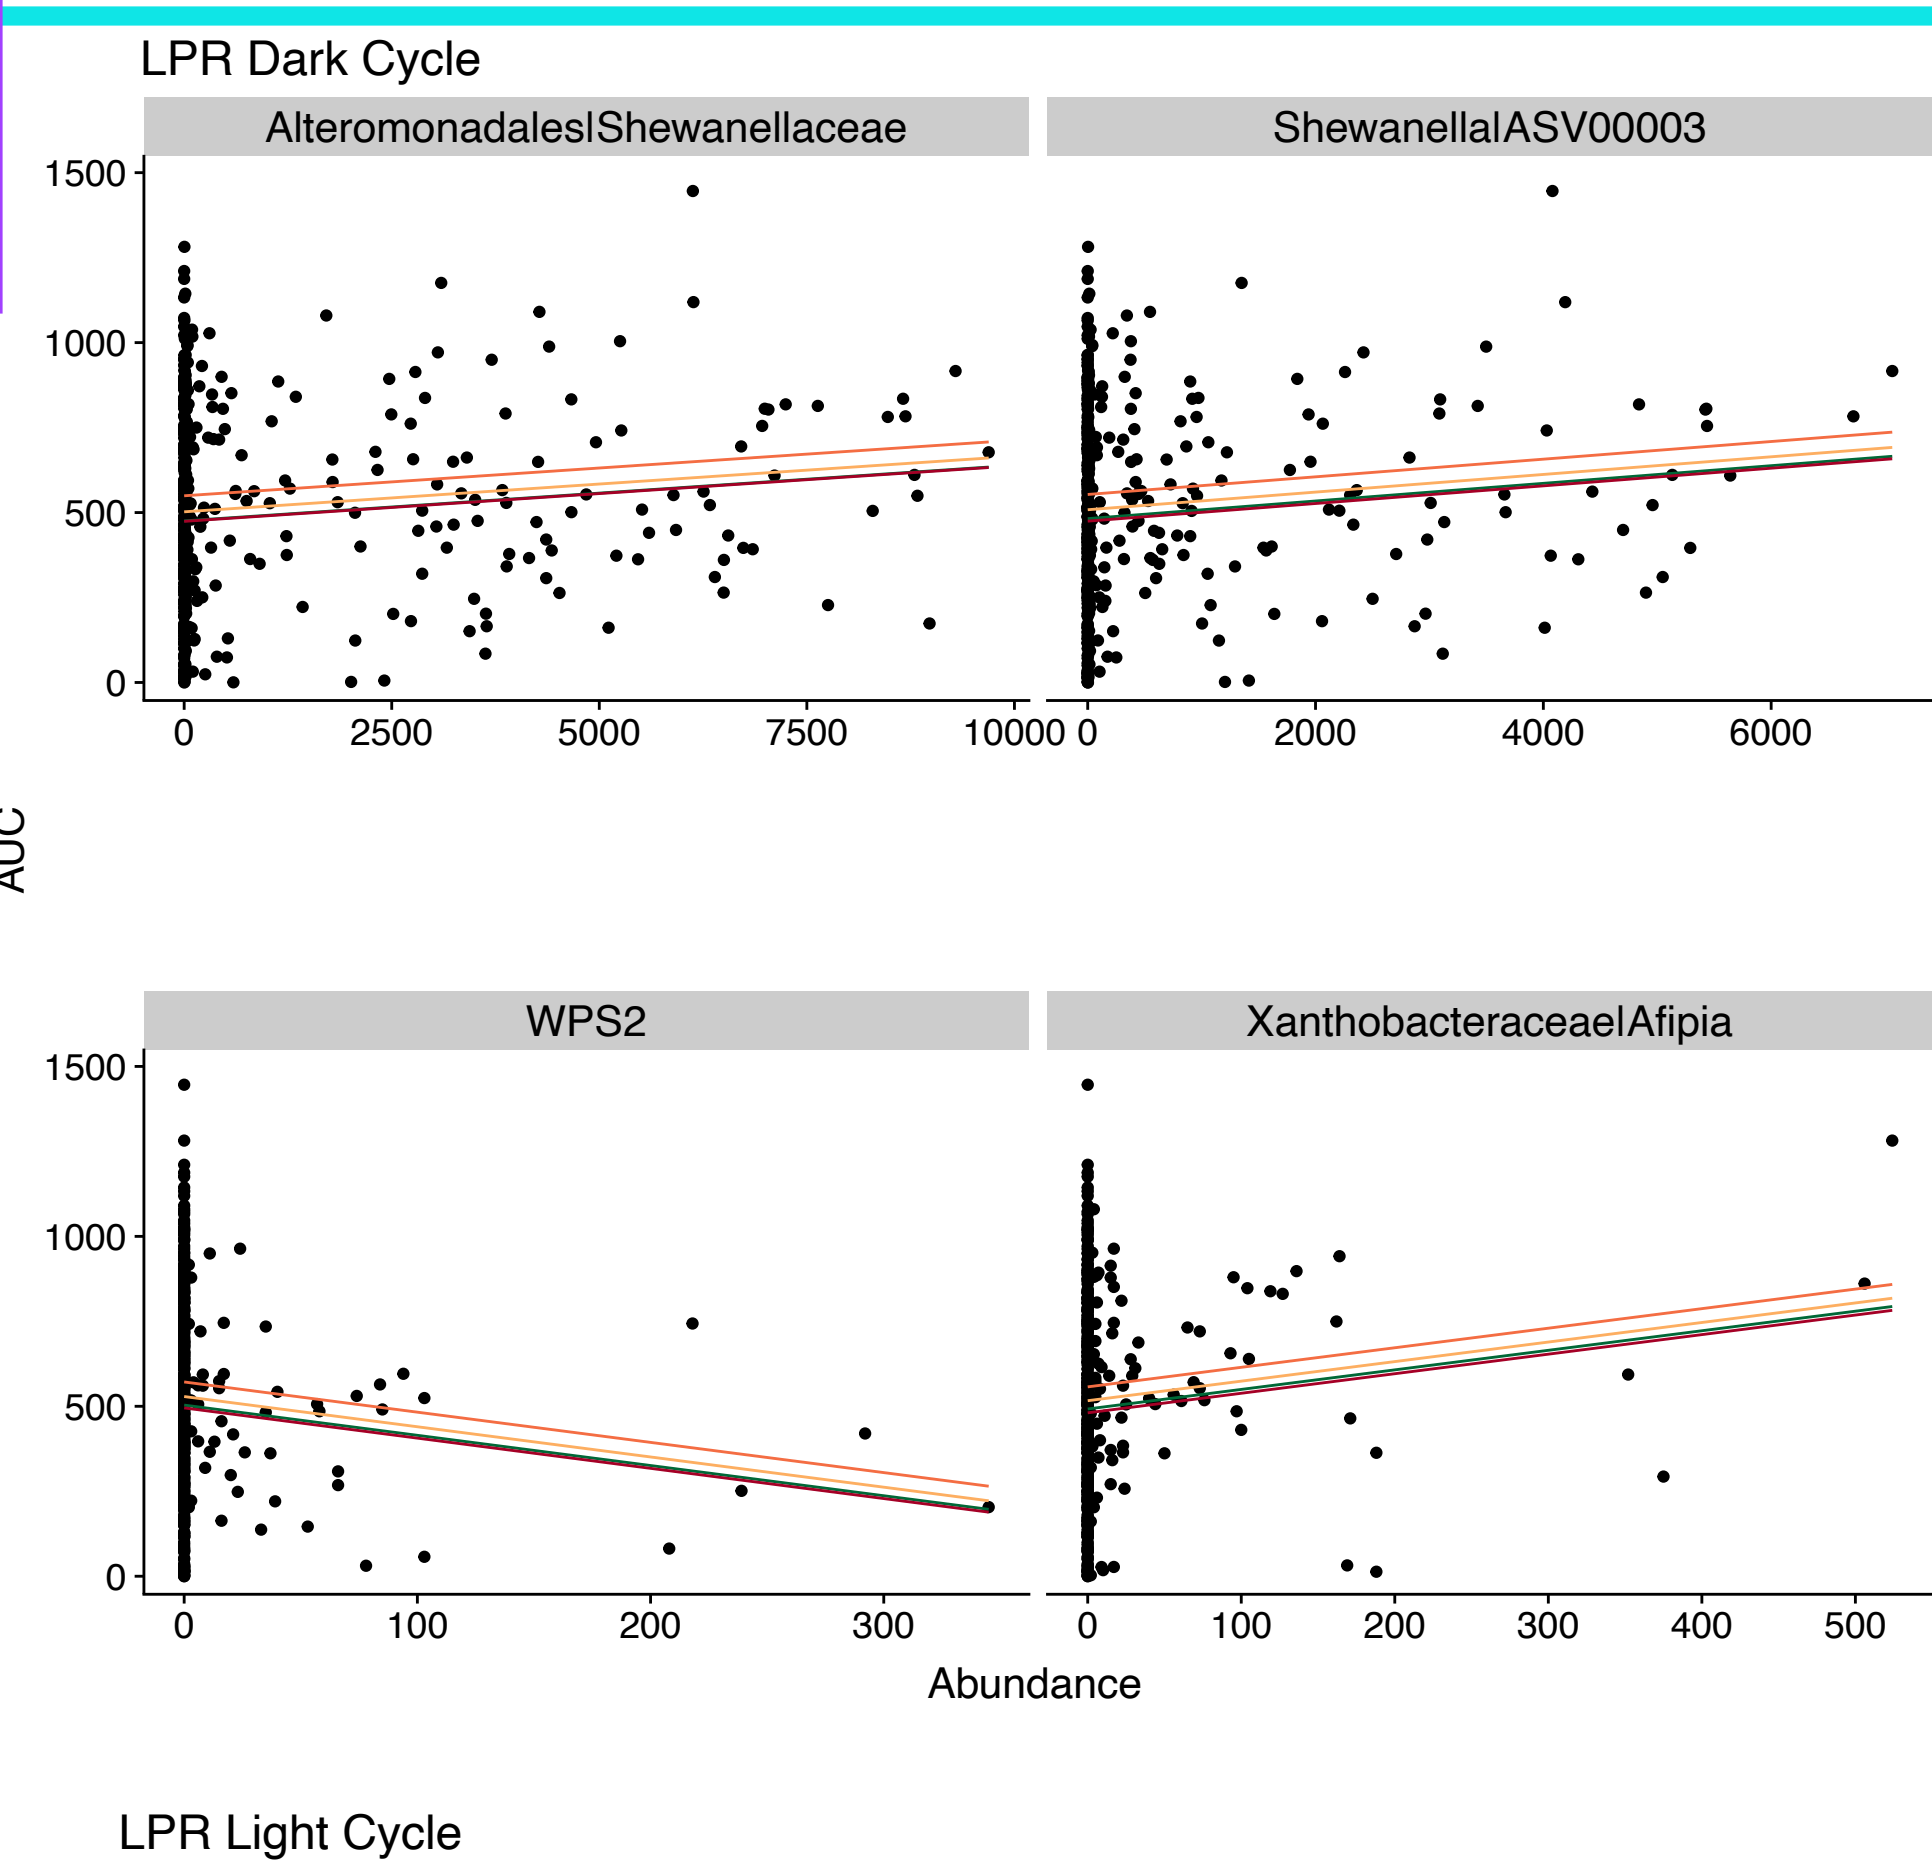 LPR Dark Cycle
Alteromonadales|Shewanellaceae
Shewanella|ASV00003
1500
1000
500
0
0 2500 5000 7500 10000
0 2000 4000 6000
AUC
WPS2
Xanthobacteraceae|Afipia
1500
1000
500
0
0 100 200 300
0 100 200 300 400 500
Abundance
LPR Light Cycle